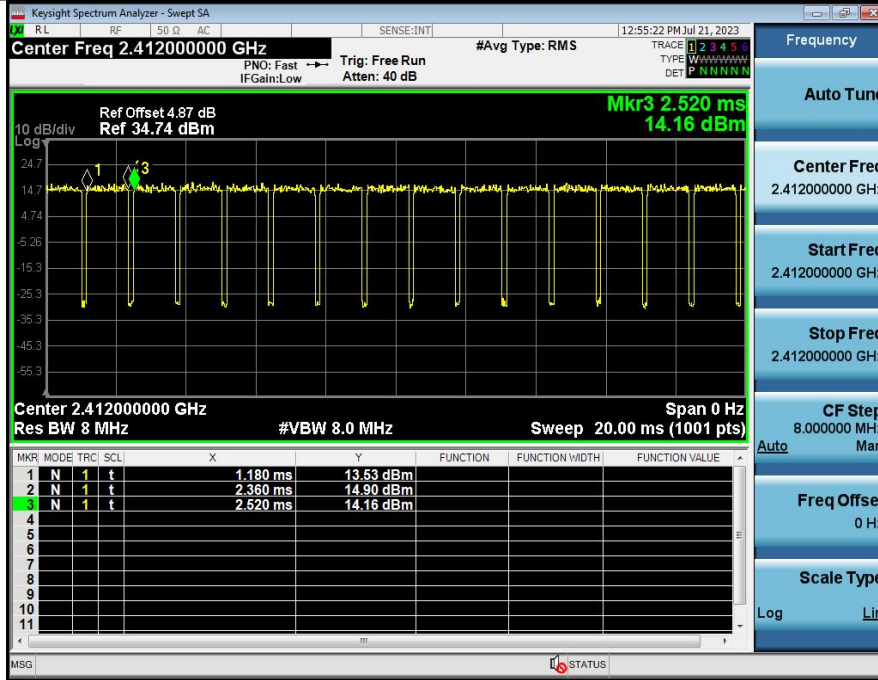 Keysight Spectrum Analyzer - Swept SA
LXI RL RF 50 Ω AC SENSE:INT 12:55:22 PM Jul 21, 2023
Center Freq 2.412000000 GHz
#Avg Type: RMS
TRACE 1 2 3 4 5 6
TYPE WWWWWW
DET P N N N N N
PNO: Fast
IFGain:Low
Trig: Free Run
Atten: 40 dB
Mkr3 2.520 ms
14.16 dBm
Ref Offset 4.87 dB
10 dB/div Ref 34.74 dBm
Log
24.7
14.7
4.74
-5.26
-15.3
-25.3
-35.3
-45.3
-55.3
1
3
Center 2.412000000 GHz Span 0 Hz
Res BW 8 MHz #VBW 8.0 MHz Sweep 20.00 ms (1001 pts)
MKR MODE TRC SCL X Y FUNCTION FUNCTION WIDTH FUNCTION VALUE
1 N 1 t 1.180 ms 13.53 dBm
2 N 1 t 2.360 ms 14.90 dBm
3 N 1 t 2.520 ms 14.16 dBm
4
5
6
7
8
9
10
11
MSG STATUS
Frequency
Auto Tune
Center Freq
2.412000000 GHz
Start Freq
2.412000000 GHz
Stop Freq
2.412000000 GHz
CF Step
8.000000 MHz
Auto Man
Freq Offset
0 Hz
Scale Type
Log Lin